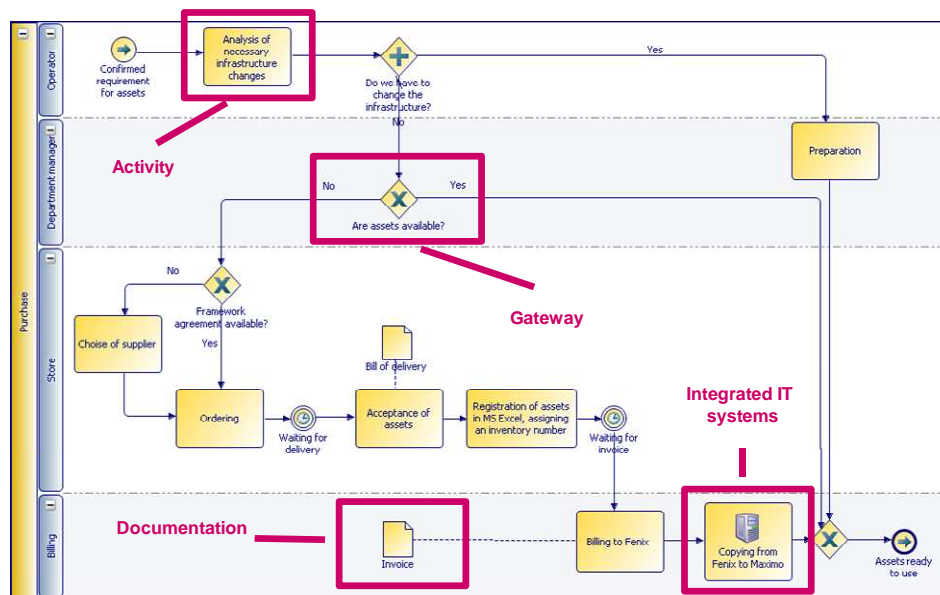 Purchase
Operator
Confirmed
requirement
for assets
Analysis of
necessary
infrastructure
changes
Do we have to
change the
infrastructure?
Yes
No
Activity
Department manager
Preparation
No
Yes
Are assets available?
Gateway
Store
No
Framework
agreement available?
Yes
Choise of supplier
Bill of delivery
Ordering
Waiting for
delivery
Acceptance of
assets
Registration of assets
in MS Excel, assigning
an inventory number
Waiting for
invoice
Integrated IT
systems
Billing
Documentation
Invoice
Billing to Fenix
Copying from
Fenix to Maximo
Assets ready
to use